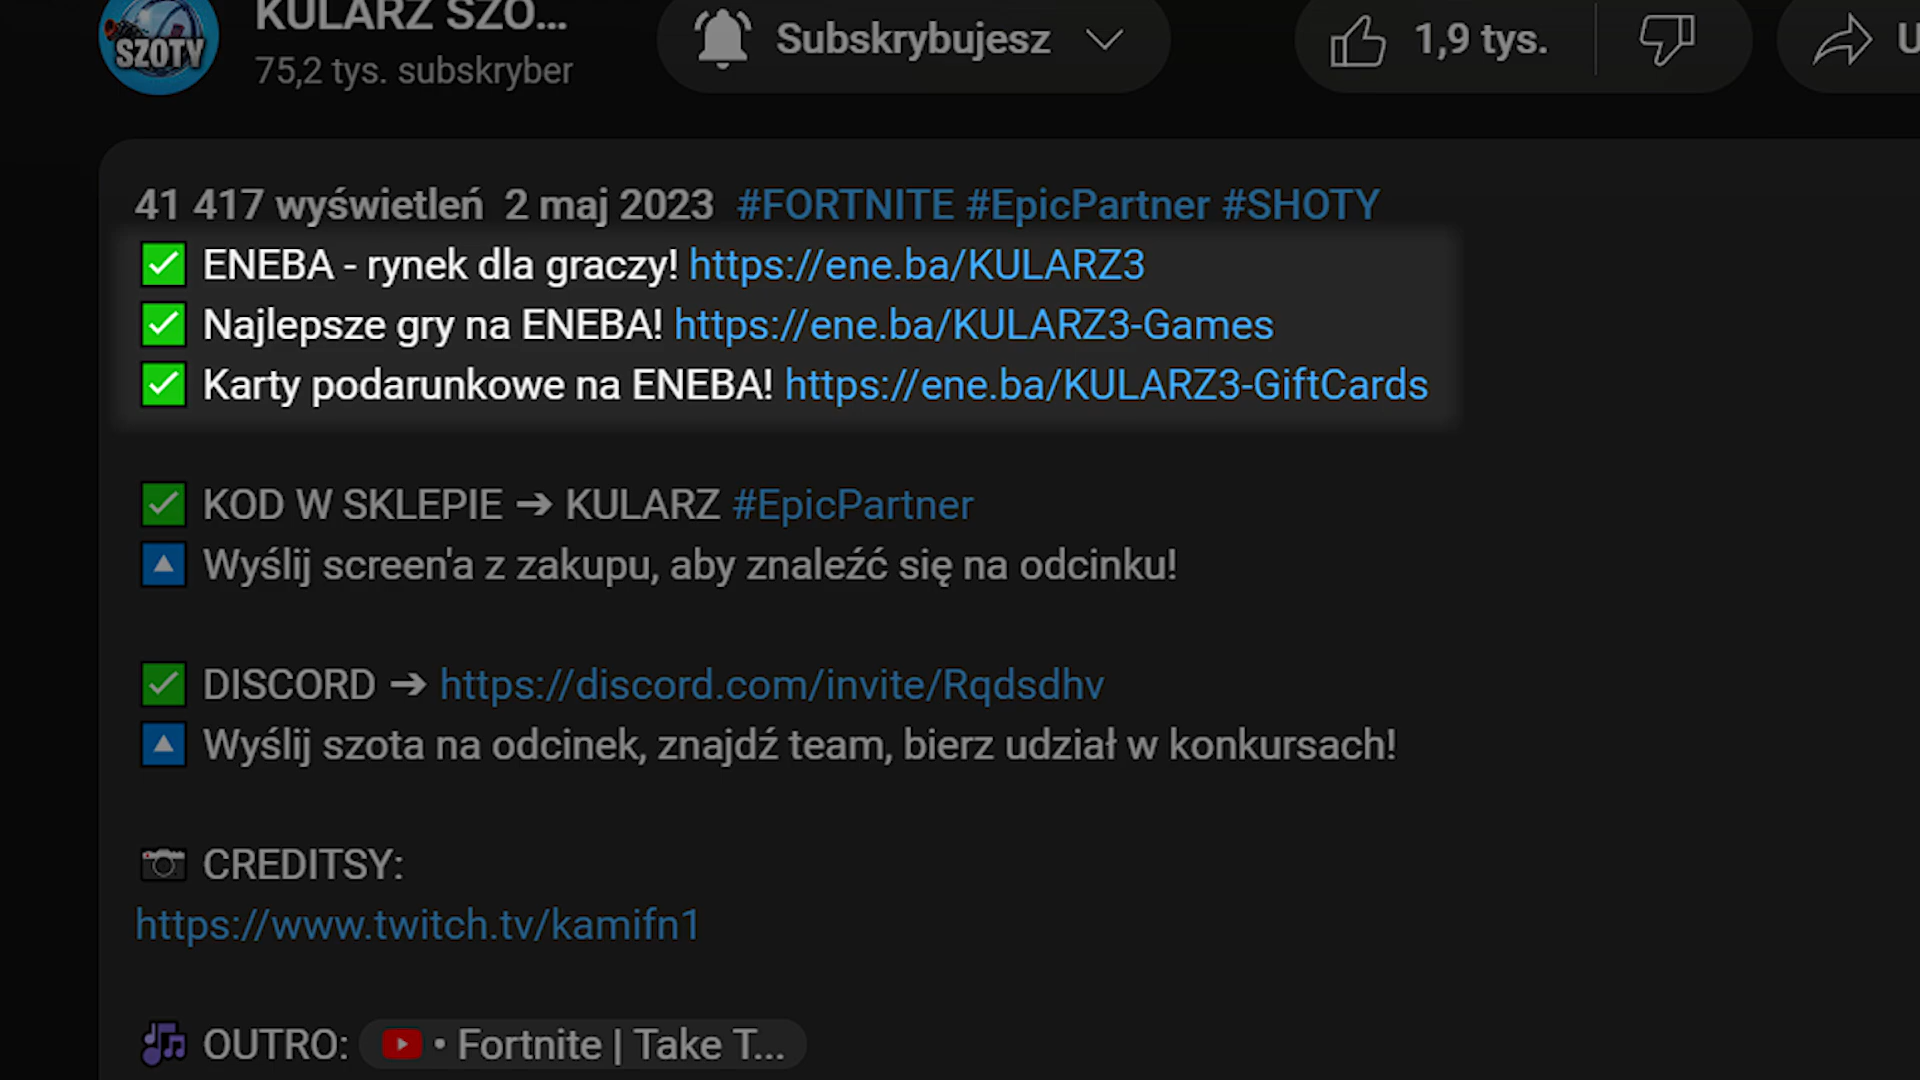 SZOTY
KULARZ SZO...
75,2 tys. subskryber
Subskrybujesz
1,9 tys.
U
41 417 wyświetleń 2 maj 2023 #FORTNITE #EpicPartner #SHOTY
✅ ENEBA - rynek dla graczy! https://ene.ba/KULARZ3
✅ Najlepsze gry na ENEBA! https://ene.ba/KULARZ3-Games
✅ Karty podarunkowe na ENEBA! https://ene.ba/KULARZ3-GiftCards
✅ KOD W SKLEPIE ➔ KULARZ #EpicPartner
🔼 Wyślij screen'a z zakupu, aby znaleźć się na odcinku!
✅ DISCORD ➔ https://discord.com/invite/Rqdsdhv
🔼 Wyślij szota na odcinek, znajdź team, bierz udział w konkursach!
📷 CREDITSY:
https://www.twitch.tv/kamifn1
🎶 OUTRO: • Fortnite | Take T...